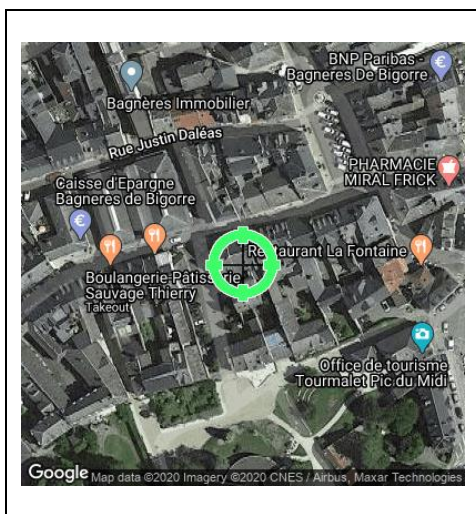 BNP Paribas -
Bagneres De Bigorre
Bagnères Immobilier
Rue Justin Daléas
PHARMACIE
MIRAL FRICK
Caisse d'Epargne
Bagneres de Bigorre
Restaurant La Fontaine
Boulangerie-Pâtisserie
Sauvage Thierry
Takeout
Office de tourisme
Tourmalet Pic du Midi
Google Map data ©2020 Imagery ©2020 CNES / Airbus, Maxar Technologies